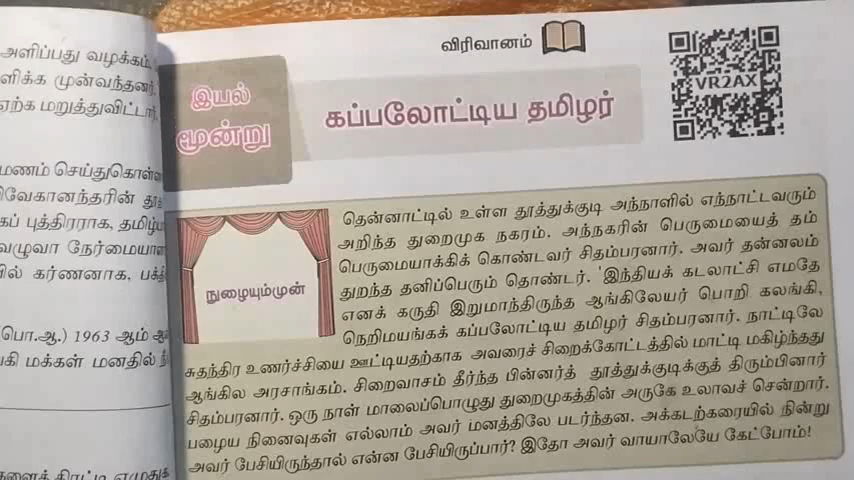 அளிப்பது வழக்கம்.
ளிக்க முன்வந்தனர்.
ஏற்க மறுத்துவிட்டார்.
மணம் செய்துகொள்ள
விவேகானந்தரின்
கப் புத்திரராக, தமிழ்
வழுவா நேர்மையா
யில் கர்ணனாக,
(பொ.ஆ.) 1963 ஆம்
கி மக்கள் மனதில்
விரிவானம்
VR2AX
இயல்
மூன்று
கப்பலோட்டிய தமிழர்
நுழையும்முன்
தென்னாட்டில் உள்ள தூத்துக்குடி அந்நாளில் எந்நாட்டவரும்
அறிந்த துறைமுக நகரம். அந்நகரின் பெருமையைத் தம்
பெருமையாக்கிக் கொண்டவர் சிதம்பரனார். அவர் தன்னலம்
துறந்த தனிப்பெரும் தொண்டர். 'இந்தியக் கடலாட்சி எமதே
எனக் கருதி இறுமாந்திருந்த ஆங்கிலேயர் பொறி கலங்கி,
நெறிமயங்கக் கப்பலோட்டிய தமிழர் சிதம்பரனார். நாட்டிலே
சுதந்திர உணர்ச்சியை ஊட்டியதற்காக அவரைச் சிறைக்கோட்டத்தில் மாட்டி மகிழ்ந்தது
ஆங்கில அரசாங்கம். சிறைவாசம் தீர்ந்த பின்னர்த் தூத்துக்குடிக்குத் திரும்பினார்
சிதம்பரனார். ஒரு நாள் மாலைப்பொழுது துறைமுகத்தின் அருகே உலாவச் சென்றார்.
பழைய நினைவுகள் எல்லாம் அவர் மனத்திலே படர்ந்தன. அக்கடற்கரையில் நின்று
அவர் பேசியிருந்தால் என்ன பேசியிருப்பார்? இதோ அவர் வாயாலேயே கேட்போம்!